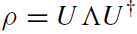 ρ = U Λ U†